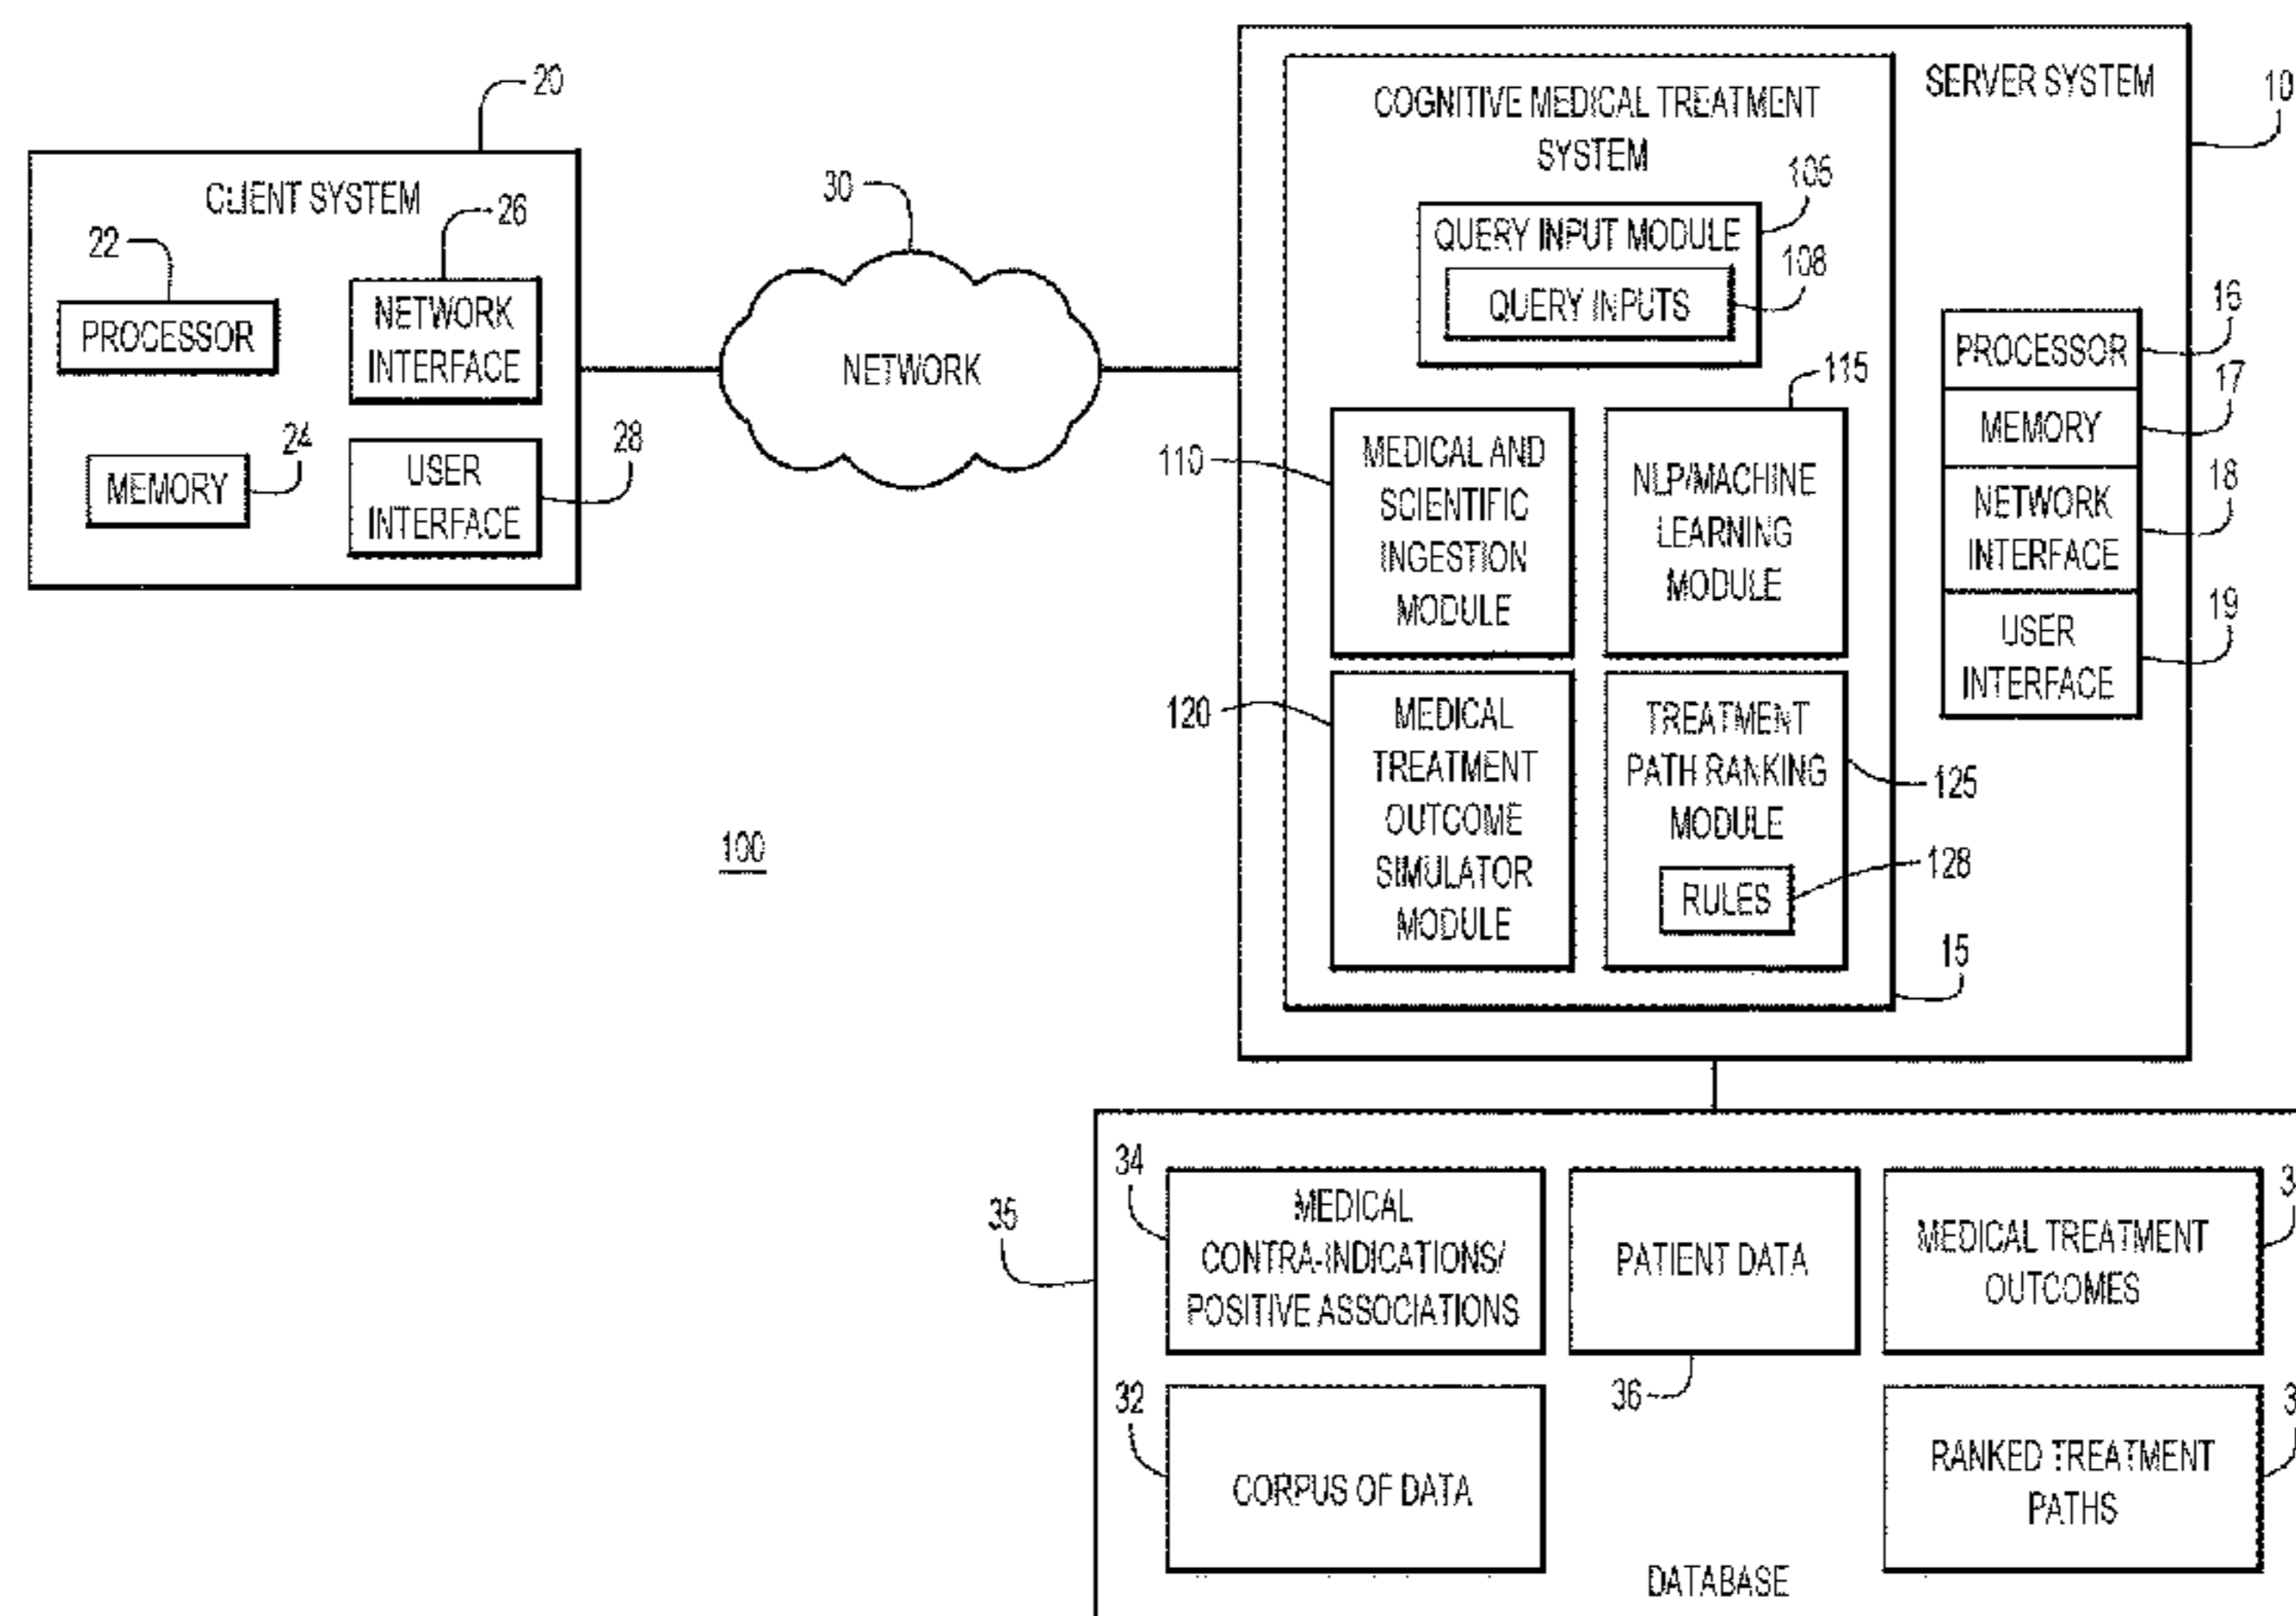 20
CLIENT SYSTEM
22
26
PROCESSOR
NETWORK
INTERFACE
24
28
MEMORY
USER
INTERFACE
30
NETWORK
100
SERVER SYSTEM
10
COGNITIVE MEDICAL TREATMENT
SYSTEM
105
QUERY INPUT MODULE
108
QUERY INPUTS
16
PROCESSOR
17
MEMORY
18
NETWORK
INTERFACE
19
USER
INTERFACE
110
MEDICAL AND
SCIENTIFIC
INGESTION
MODULE
115
NLP/MACHINE
LEARNING
MODULE
120
MEDICAL
TREATMENT
OUTCOME
SIMULATOR
MODULE
TREATMENT
PATH RANKING
MODULE
125
128
RULES
15
35
34
MEDICAL
CONTRA-INDICATIONS/
POSITIVE ASSOCIATIONS
PATIENT DATA
36
MEDICAL TREATMENT
OUTCOMES
32
CORPUS OF DATA
RANKED TREATMENT
PATHS
DATABASE